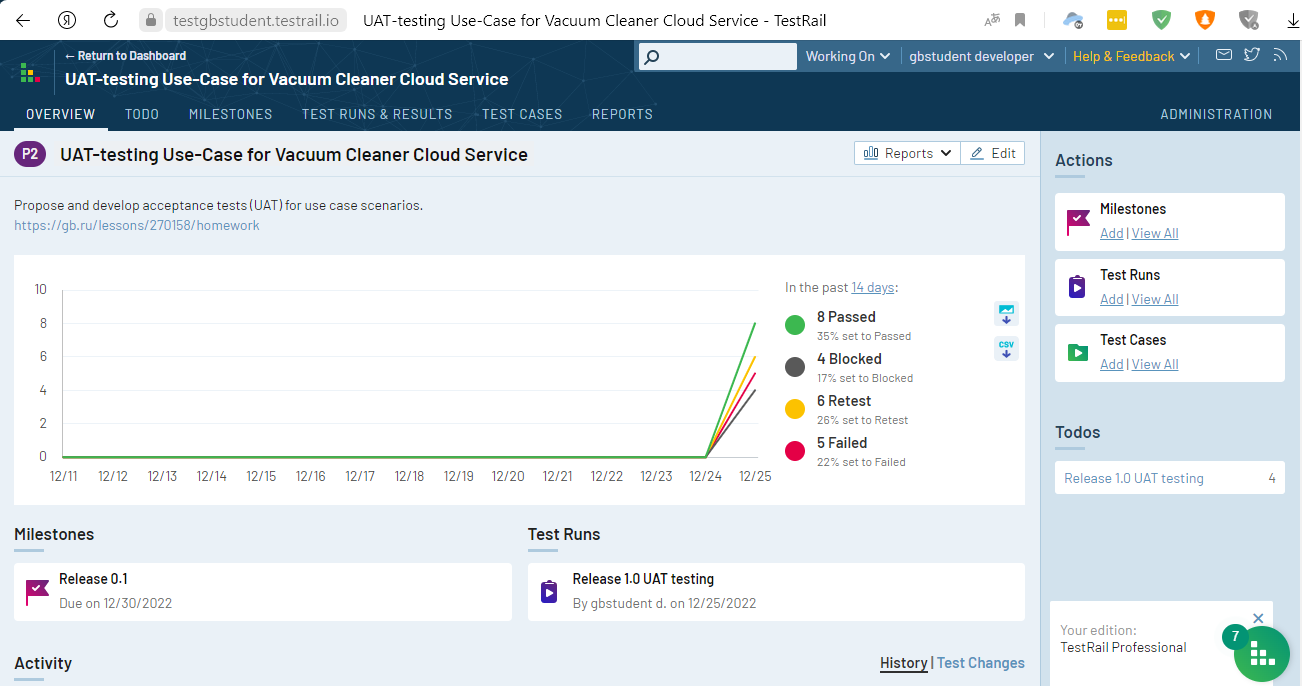 testgbstudent.testrail.io UAT-testing Use-Case for Vacuum Cleaner Cloud Service - TestRail
← Return to Dashboard
UAT-testing Use-Case for Vacuum Cleaner Cloud Service
Working On gbstudent developer Help & Feedback
OVERVIEW TODO MILESTONES TEST RUNS & RESULTS TEST CASES REPORTS ADMINISTRATION
P2 UAT-testing Use-Case for Vacuum Cleaner Cloud Service
Reports Edit
Propose and develop acceptance tests (UAT) for use case scenarios.
https://gb.ru/lessons/270158/homework
10
8
6
4
2
0
12/11 12/12 12/13 12/14 12/15 12/16 12/17 12/18 12/19 12/20 12/21 12/22 12/23 12/24 12/25
In the past 14 days:
8 Passed
35% set to Passed
4 Blocked
17% set to Blocked
6 Retest
26% set to Retest
5 Failed
22% set to Failed
CSV
Milestones
Release 0.1
Due on 12/30/2022
Test Runs
Release 1.0 UAT testing
By gbstudent d. on 12/25/2022
Activity
History | Test Changes
Actions
Milestones
Add | View All
Test Runs
Add | View All
Test Cases
Add | View All
Todos
Release 1.0 UAT testing 4
Your edition:
TestRail Professional
7